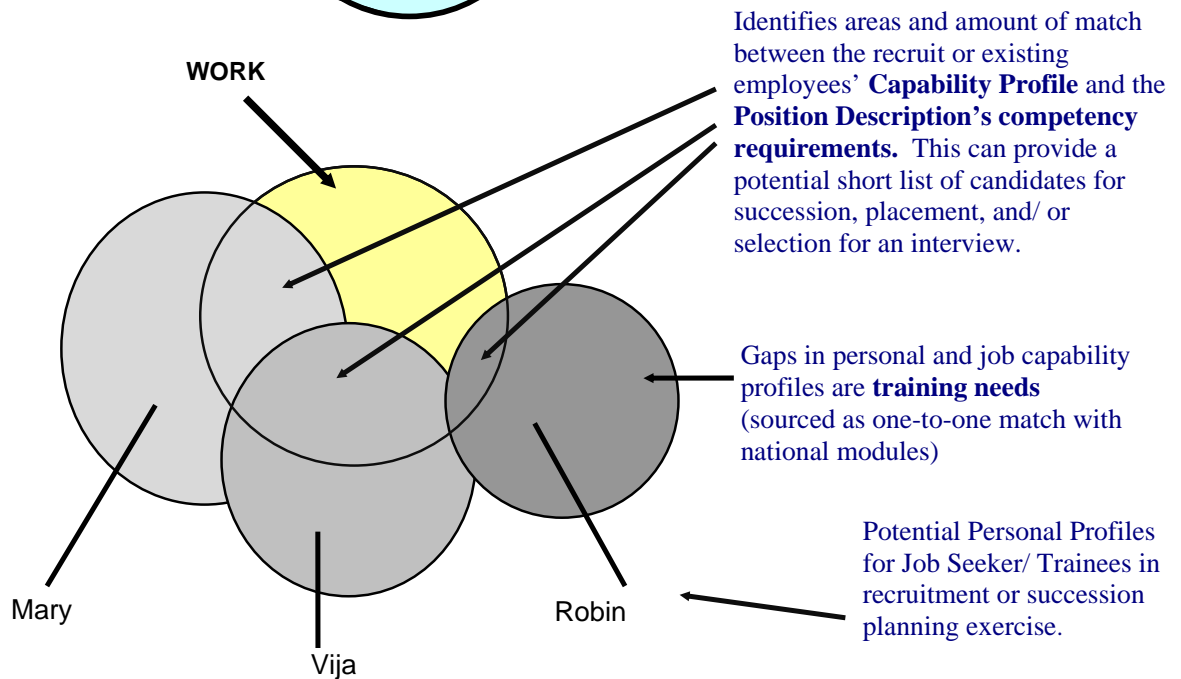 Identifies areas and amount of match
between the recruit or existing
employees’ Capability Profile and the
Position Description’s competency
requirements. This can provide a
potential short list of candidates for
succession, placement, and/ or
selection for an interview.
WORK
Gaps in personal and job capability
profiles are training needs
(sourced as one-to-one match with
national modules)
Potential Personal Profiles
for Job Seeker/ Trainees in
recruitment or succession
planning exercise.
Mary
Vija
Robin